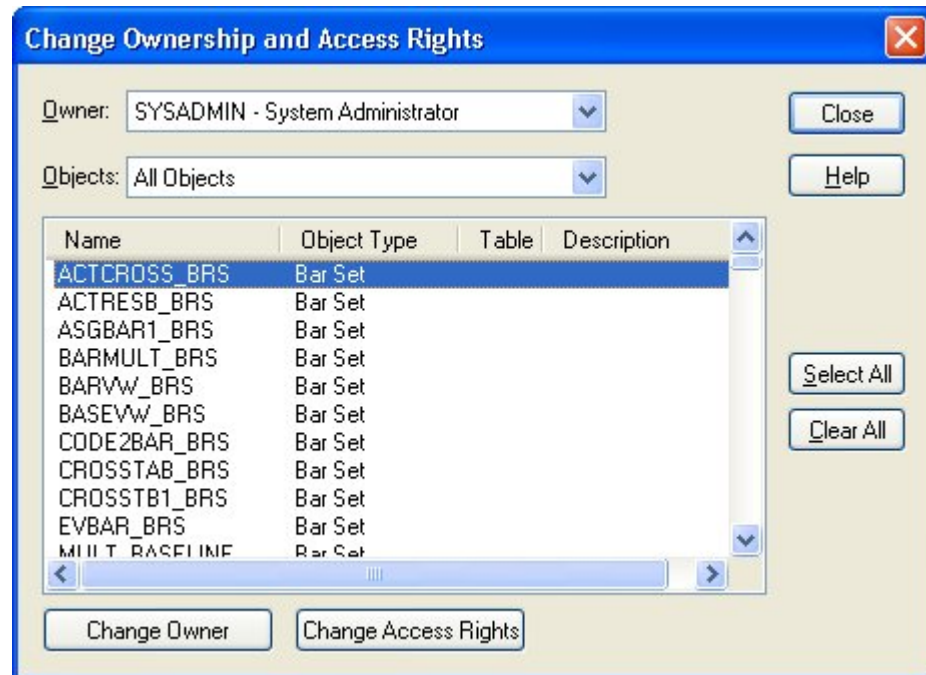 Change Ownership and Access Rights
Owner: SYSADMIN - System Administrator
Close
Objects: All Objects
Help
Name Object Type Table Description
ACTCROSS_BRS Bar Set
ACTRESB_BRS Bar Set
ASGBAR1_BRS Bar Set
BARMULT_BRS Bar Set
BARVW_BRS Bar Set
BASEVW_BRS Bar Set
CODE2BAR_BRS Bar Set
CROSSTAB_BRS Bar Set
CROSSTB1_BRS Bar Set
EVBAR_BRS Bar Set
MULT_BASELINE Bar Set
Select All
Clear All
Change Owner
Change Access Rights